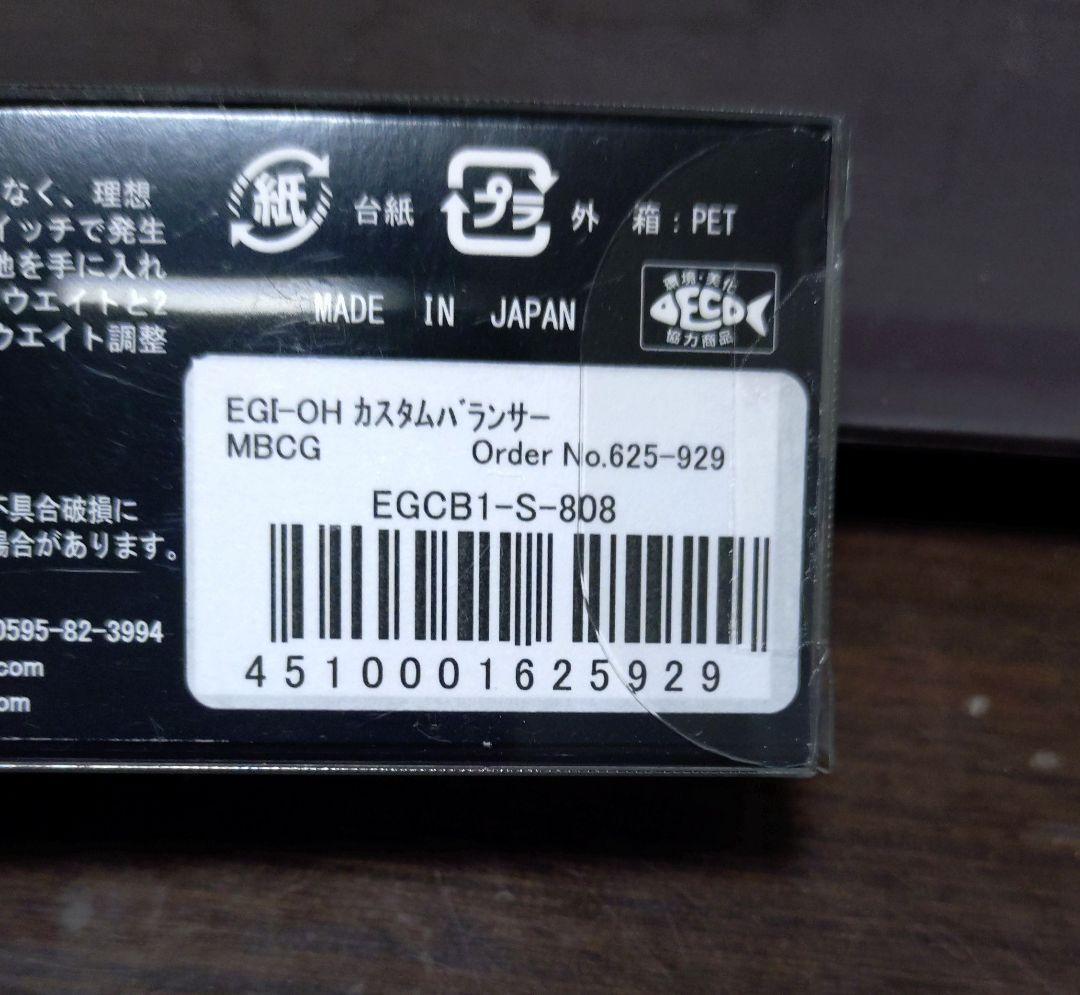 なく、理想
イッチで発生
地を手に入れ
ウエイトと2
ウエイト調整
不具合破損に
場合があります。
0595-82-3994
com
om
紙 台紙 プラ 外 箱：PET
MADE IN JAPAN
環境・美化
ECO
協力商品
EGI-OH カスタムバランサー
MBCG Order No.625-929
EGCB1-S-808
4510001625929